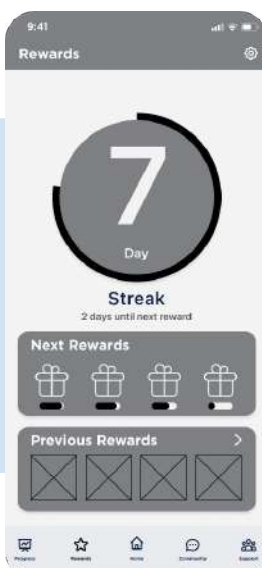 9:41
Rewards
7
Day
Streak
2 days until next reward
Next Rewards
Previous Rewards >
Progress Rewards Home Community Support